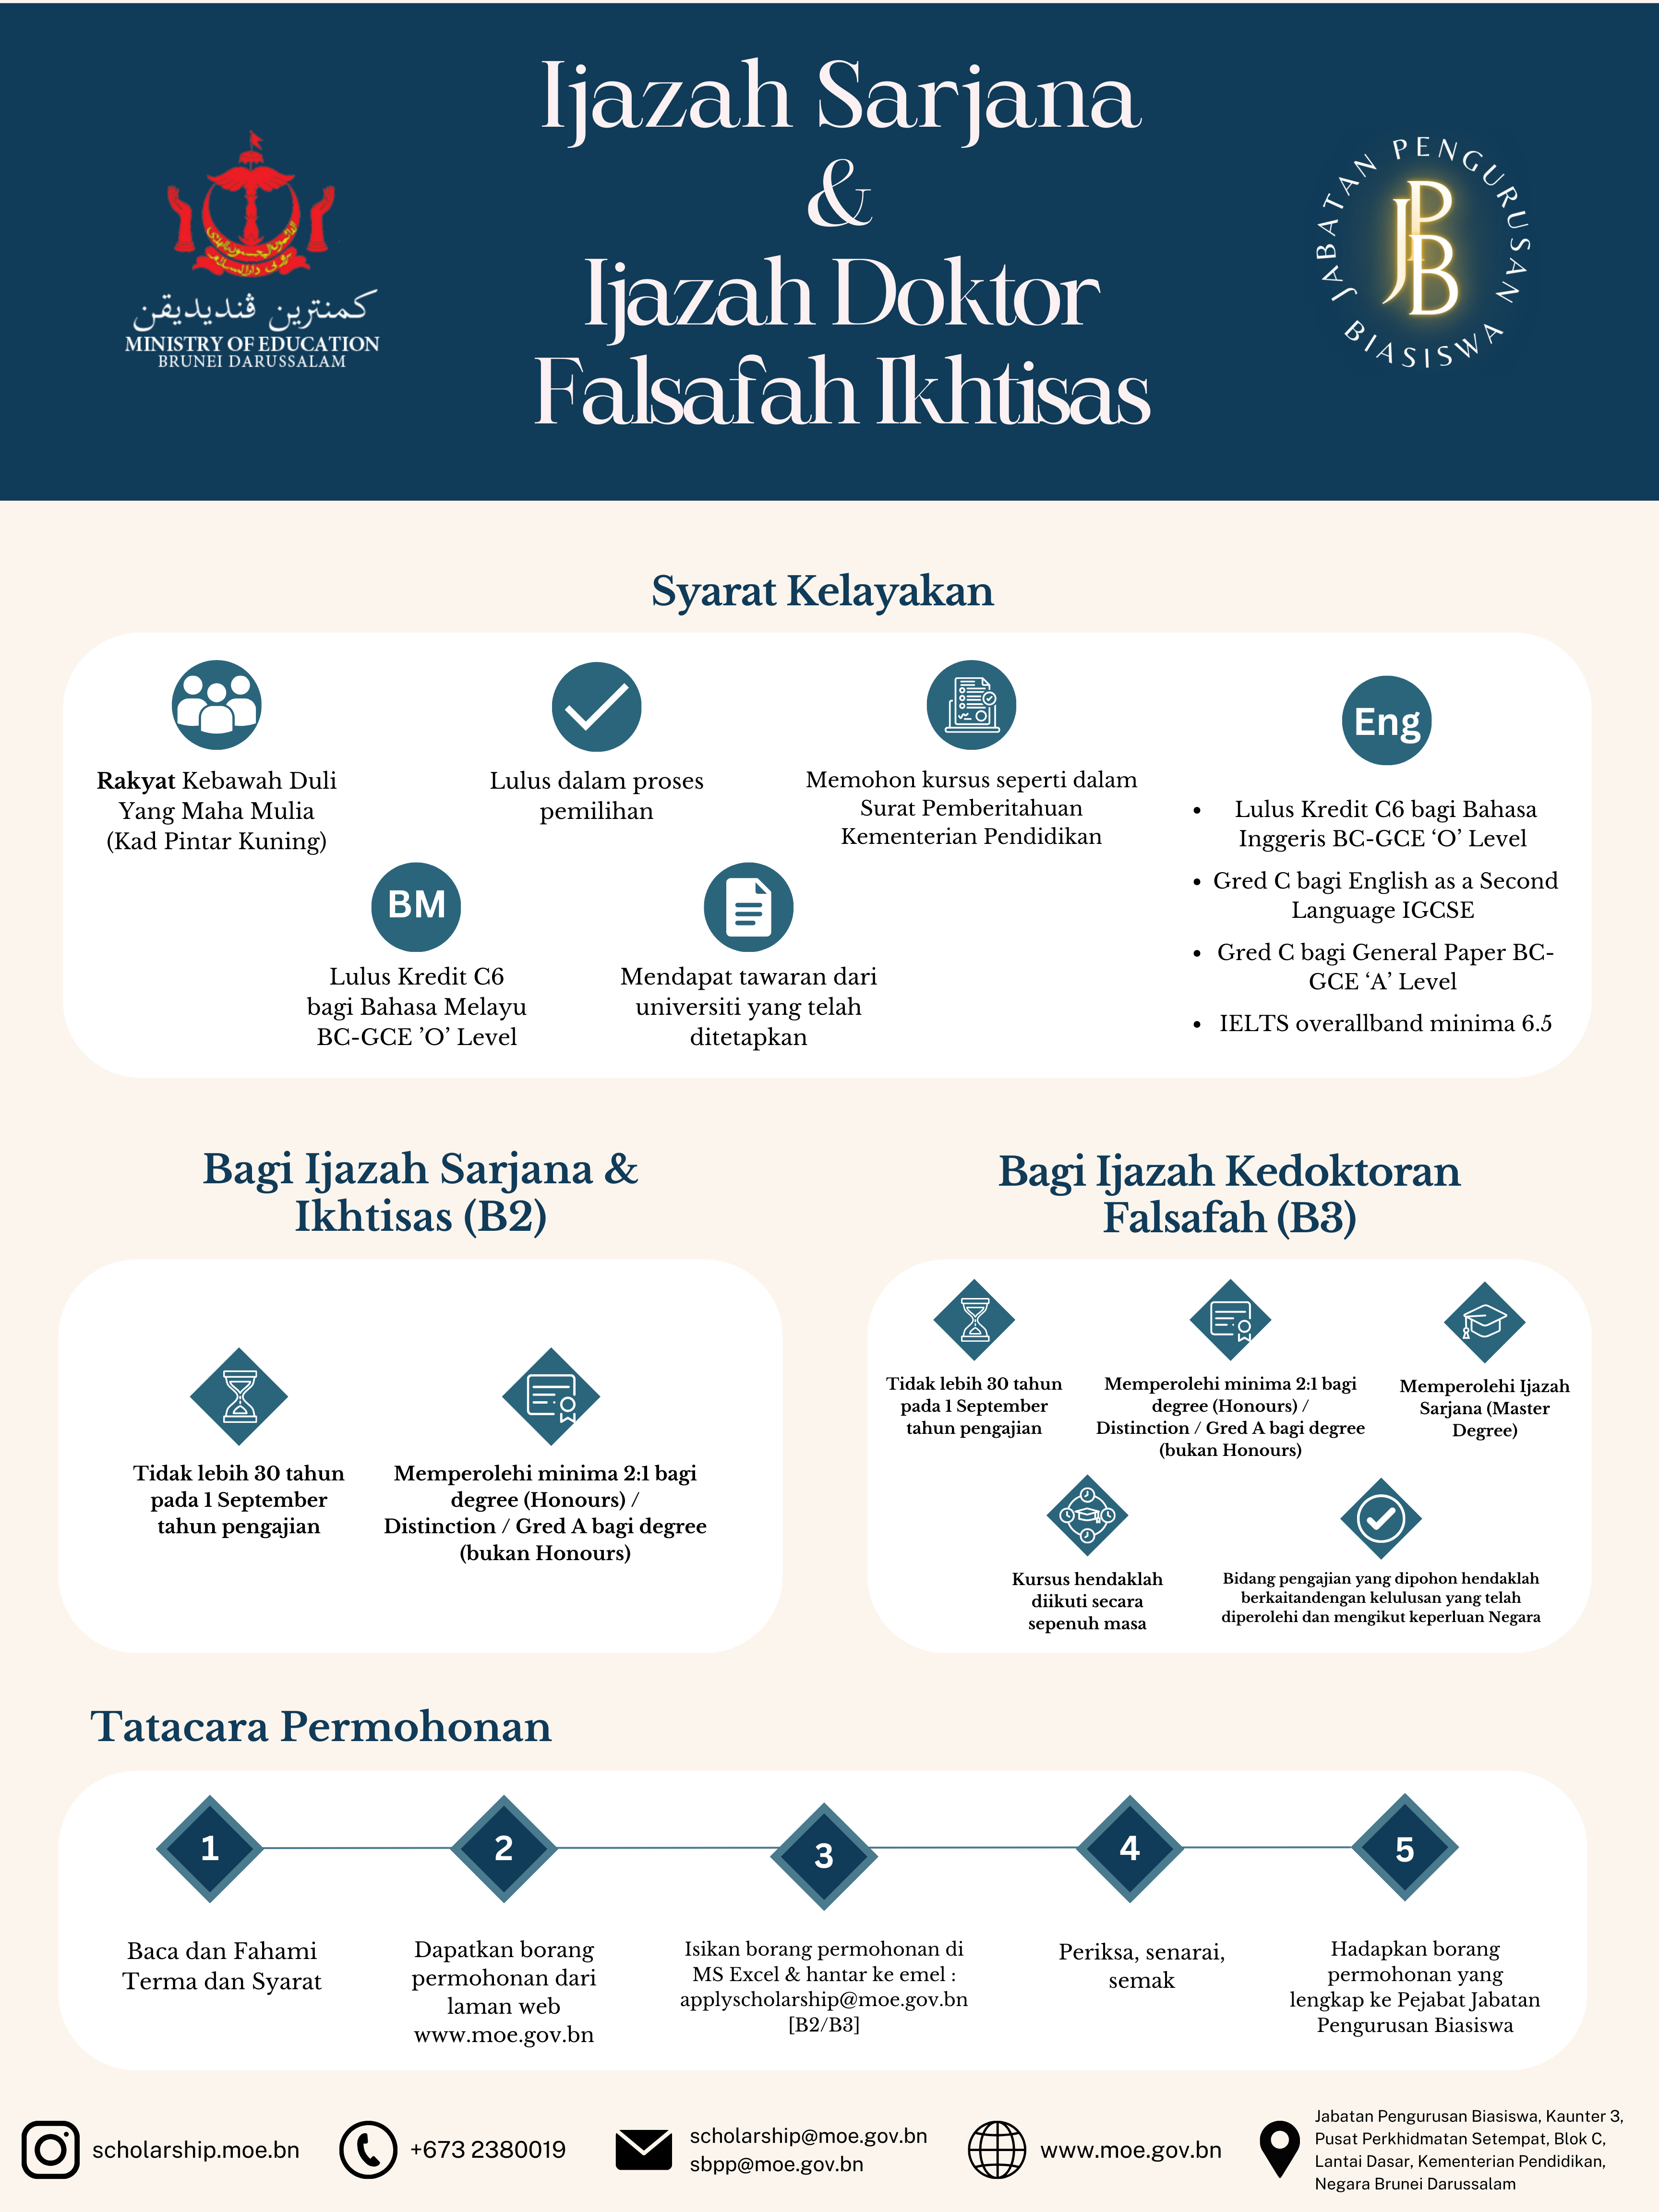 Ijazah Sarjana
&
Ijazah Doktor
Falsafah Ikhtisas
كمنترين ڤنديديقن
MINISTRY OF EDUCATION
BRUNEI DARUSSALAM
JABATAN PENGURUSAN BIASISWA
JPB
Syarat Kelayakan
Rakyat Kebawah Duli
Yang Maha Mulia
(Kad Pintar Kuning)
Lulus dalam proses
pemilihan
Memohon kursus seperti dalam
Surat Pemberitahuan
Kementerian Pendidikan
Eng
• Lulus Kredit C6 bagi Bahasa
Inggeris BC-GCE ‘O’ Level
• Gred C bagi English as a Second
Language IGCSE
• Gred C bagi General Paper BC-
GCE ‘A’ Level
• IELTS overallband minima 6.5
BM
Lulus Kredit C6
bagi Bahasa Melayu
BC-GCE ’O’ Level
Mendapat tawaran dari
universiti yang telah
ditetapkan
Bagi Ijazah Sarjana &
Ikhtisas (B2)
Tidak lebih 30 tahun
pada 1 September
tahun pengajian
Memperolehi minima 2:1 bagi
degree (Honours) /
Distinction / Gred A bagi degree
(bukan Honours)
Bagi Ijazah Kedoktoran
Falsafah (B3)
Tidak lebih 30 tahun
pada 1 September
tahun pengajian
Memperolehi minima 2:1 bagi
degree (Honours) /
Distinction / Gred A bagi degree
(bukan Honours)
Memperolehi Ijazah
Sarjana (Master
Degree)
Kursus hendaklah
diikuti secara
sepenuh masa
Bidang pengajian yang dipohon hendaklah
berkaitandengan kelulusan yang telah
diperolehi dan mengikut keperluan Negara
Tatacara Permohonan
1
Baca dan Fahami
Terma dan Syarat
2
Dapatkan borang
permohonan dari
laman web
www.moe.gov.bn
3
Isikan borang permohonan di
MS Excel & hantar ke emel :
applyscholarship@moe.gov.bn
[B2/B3]
4
Periksa, senarai,
semak
5
Hadapkan borang
permohonan yang
lengkap ke Pejabat Jabatan
Pengurusan Biasiswa
scholarship.moe.bn
+673 2380019
scholarship@moe.gov.bn
sbpp@moe.gov.bn
www.moe.gov.bn
Jabatan Pengurusan Biasiswa, Kaunter 3,
Pusat Perkhidmatan Setempat, Blok C,
Lantai Dasar, Kementerian Pendidikan,
Negara Brunei Darussalam